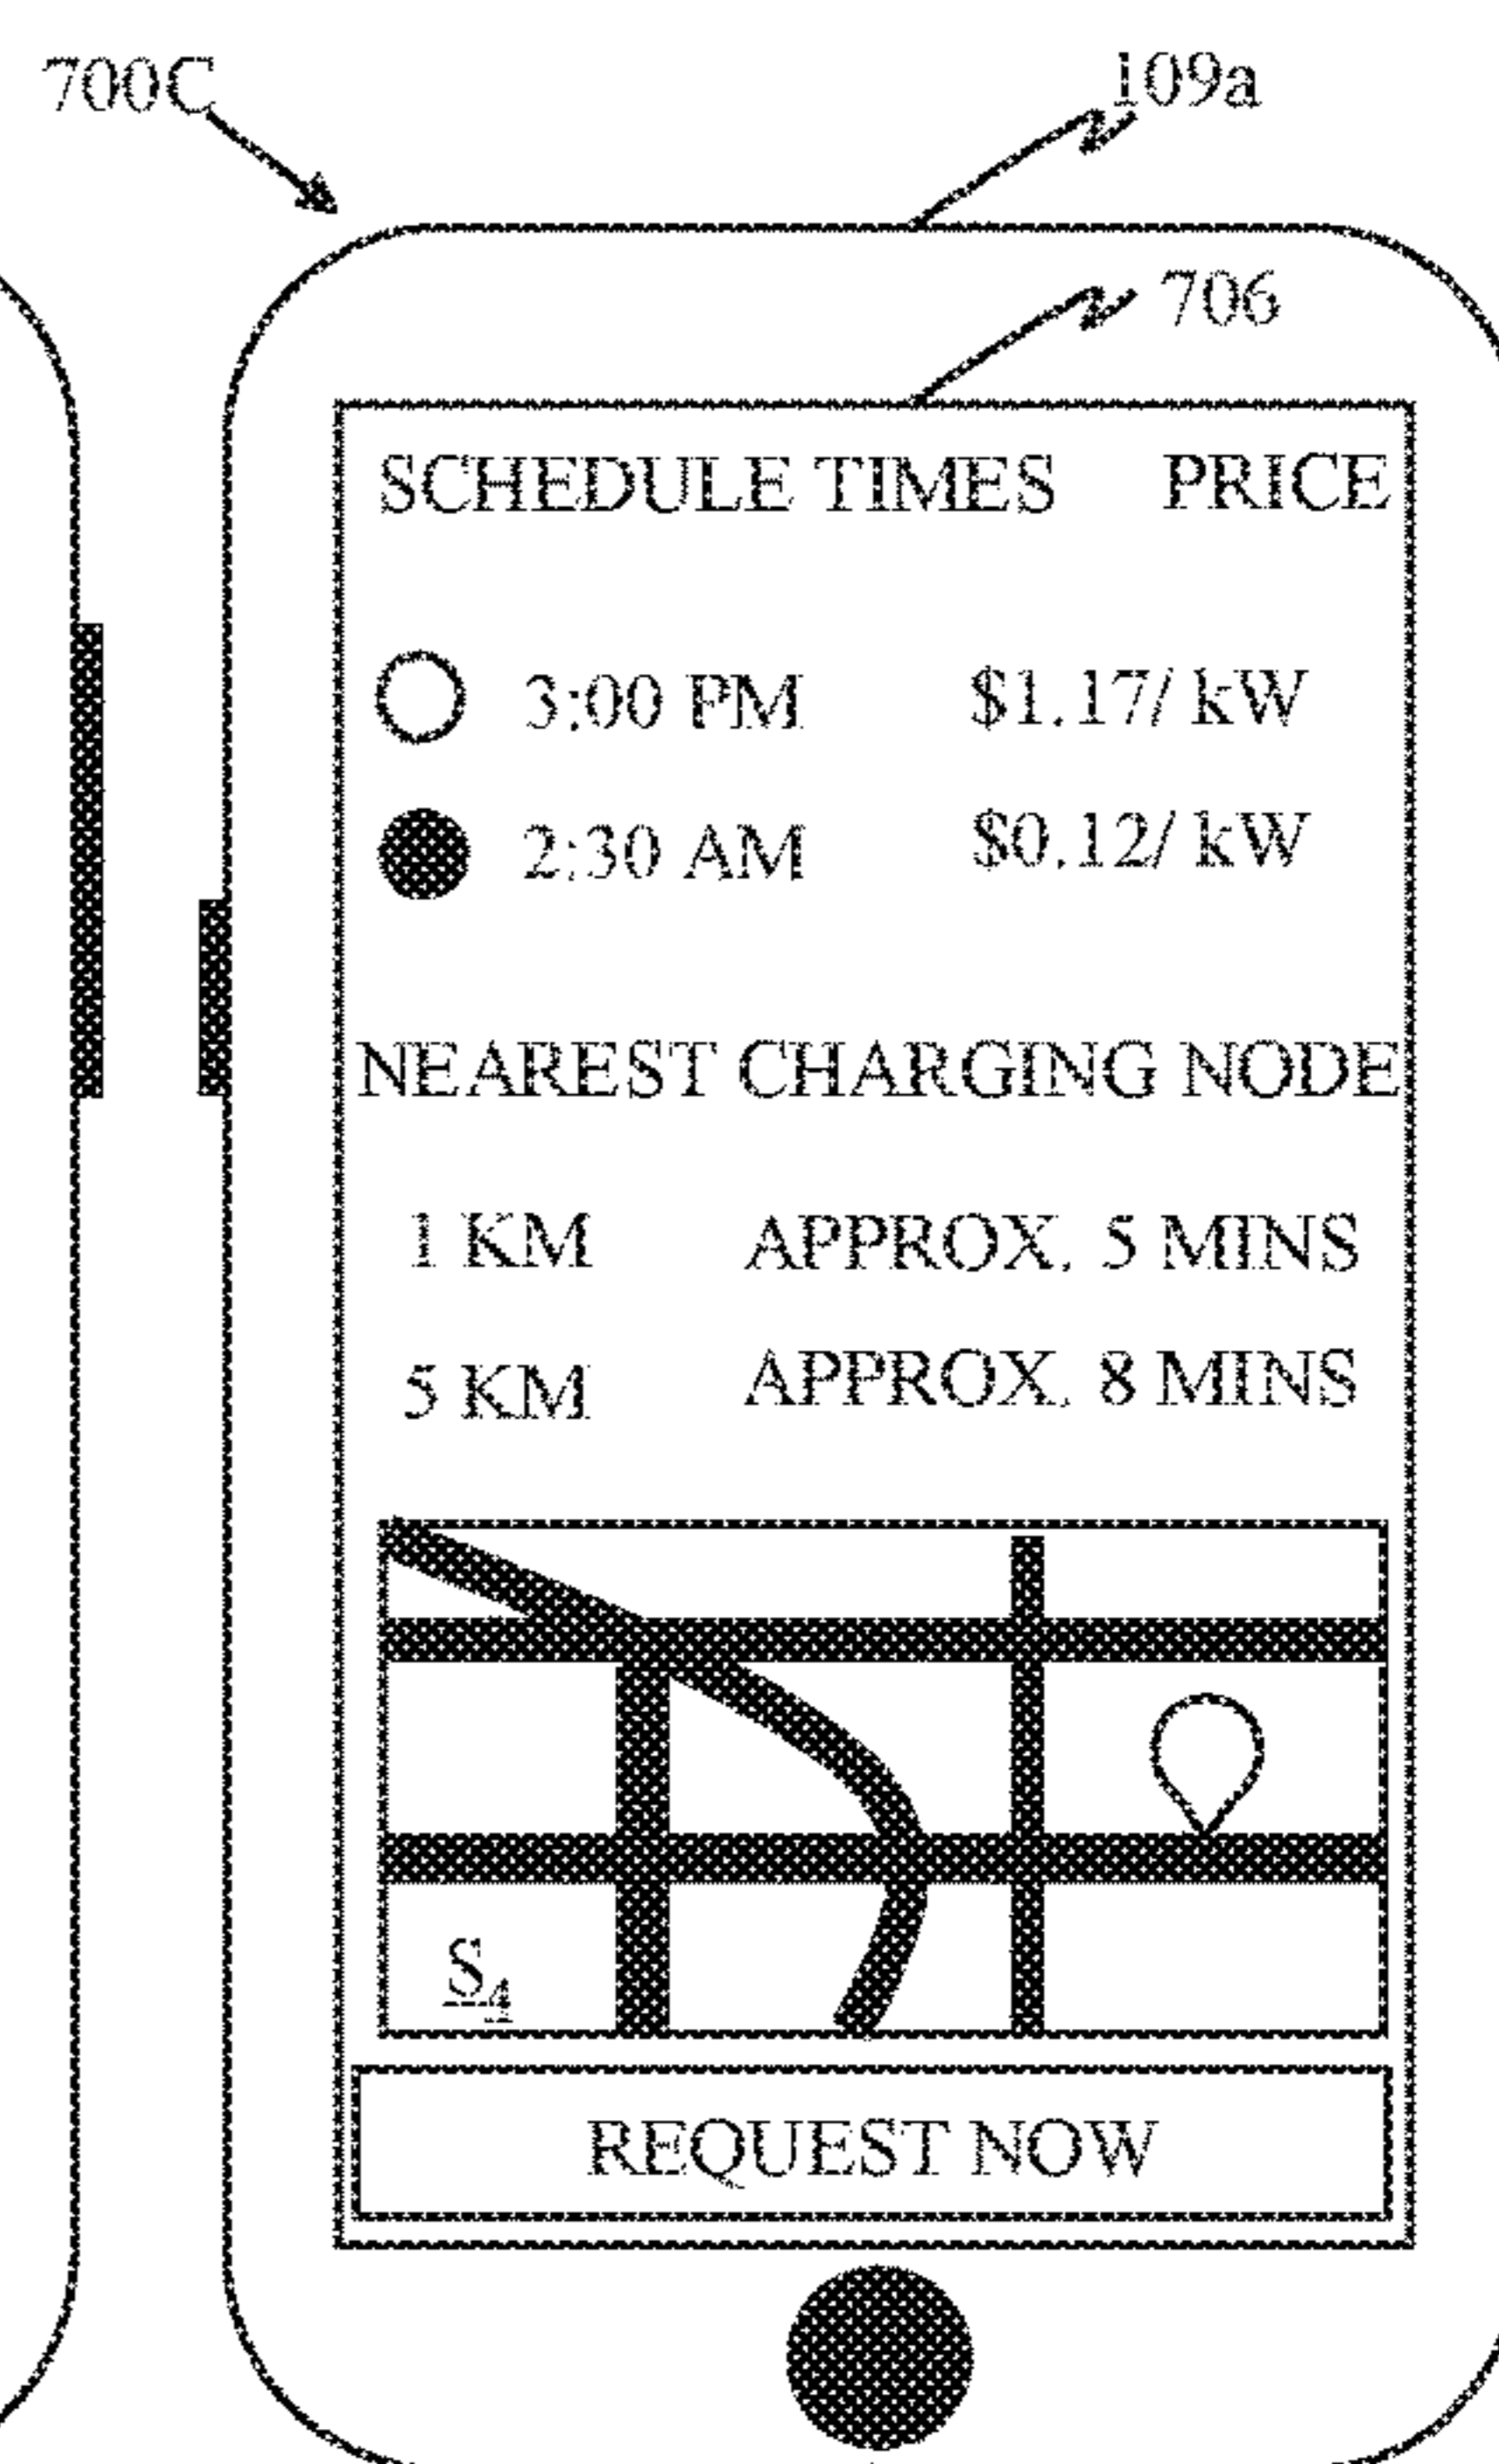 700C
109a
706
SCHEDULE TIMES PRICE
3:00 PM $1.17/ kW
2:30 AM $0.12/ kW
NEAREST CHARGING NODE
1 KM APPROX. 5 MINS
5 KM APPROX. 8 MINS
S4
REQUEST NOW